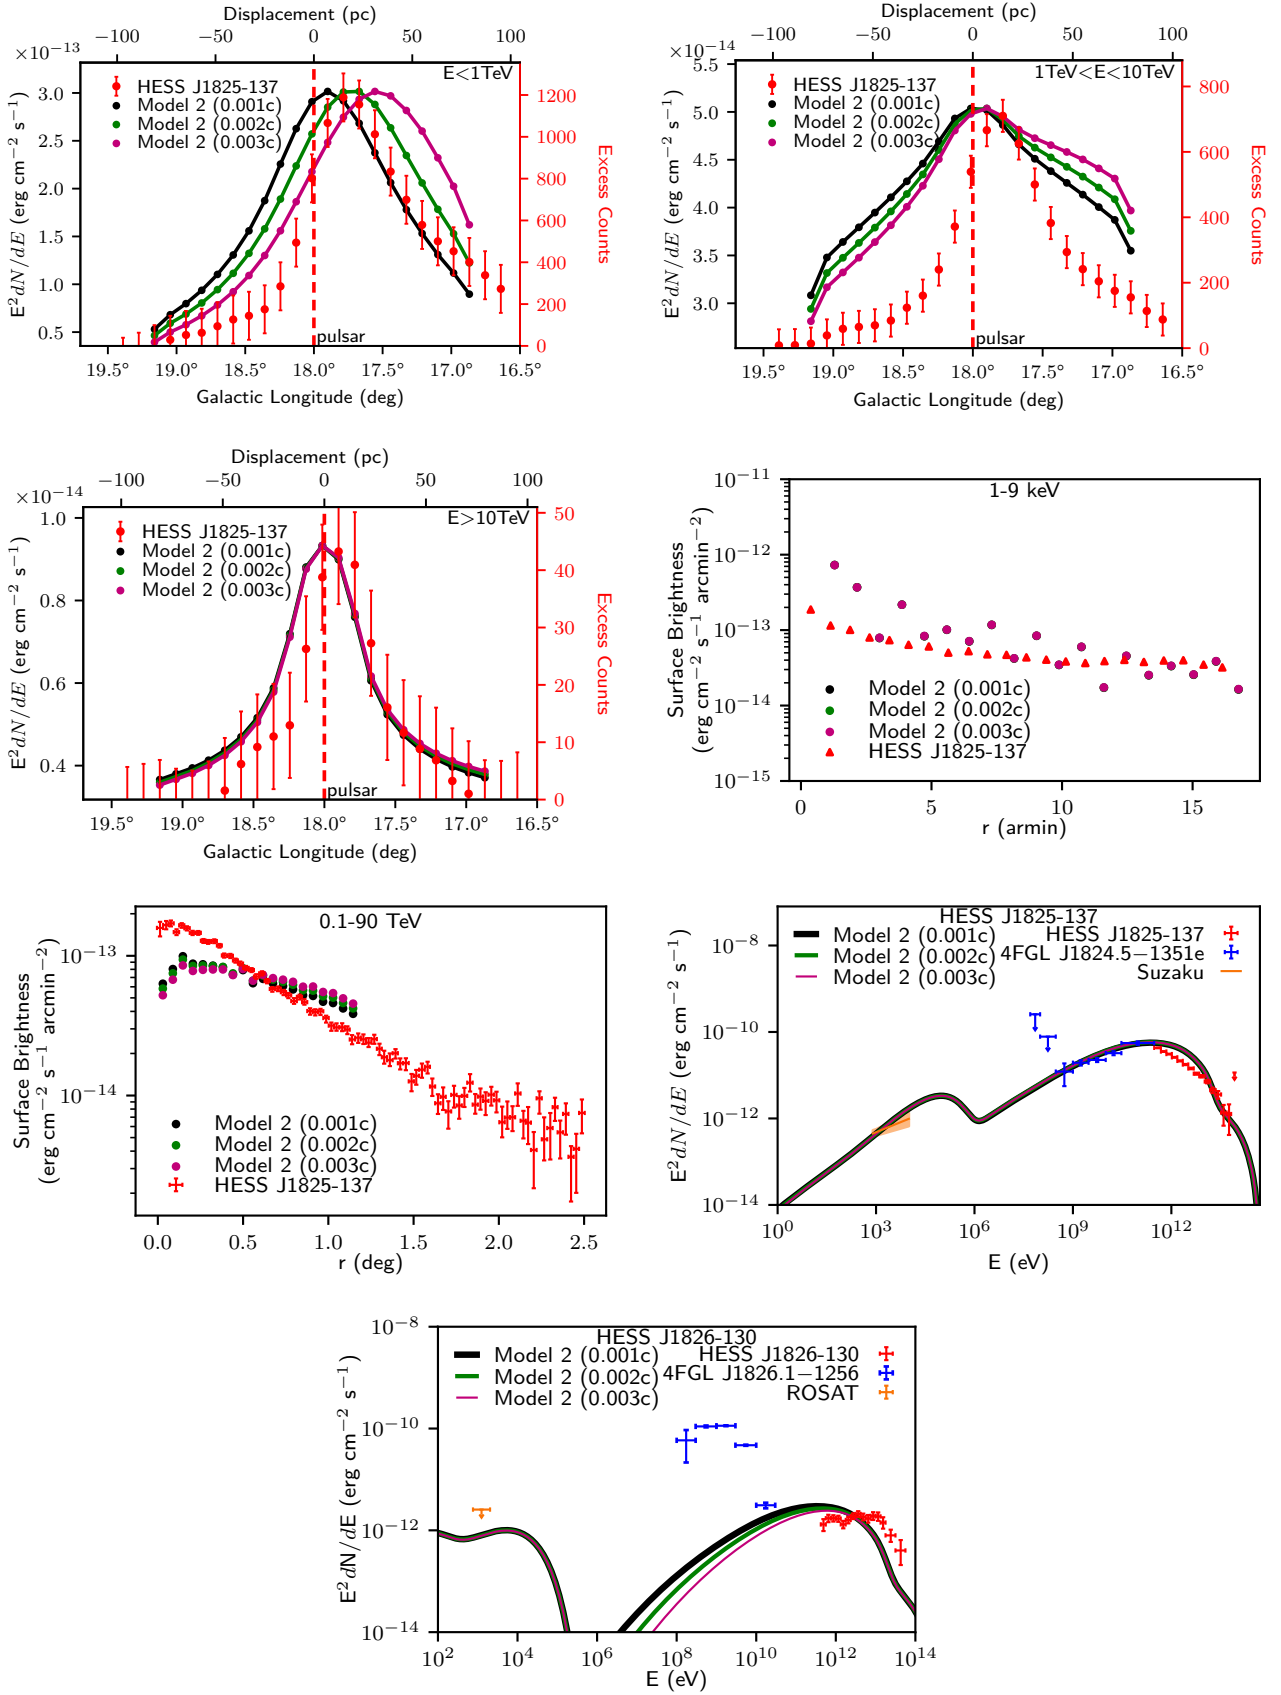 Displacement (pc)
−100 −50 0 50 100
×10−13
E<1TeV
HESS J1825-137
Model 2 (0.001c)
Model 2 (0.002c)
Model 2 (0.003c)
3.0
2.5
2.0
1.5
1.0
0.5
E2dN/dE (erg cm−2 s−1)
1200
1000
800
600
400
200
0
Excess Counts
pulsar
19.5° 19.0° 18.5° 18.0° 17.5° 17.0° 16.5°
Galactic Longitude (deg)
Displacement (pc)
−100 −50 0 50 100
×10−14
1TeV<E<10TeV
HESS J1825-137
Model 2 (0.001c)
Model 2 (0.002c)
Model 2 (0.003c)
5.5
5.0
4.5
4.0
3.5
3.0
E2dN/dE (erg cm−2 s−1)
800
600
400
200
0
Excess Counts
pulsar
19.5° 19.0° 18.5° 18.0° 17.5° 17.0° 16.5°
Galactic Longitude (deg)
Displacement (pc)
−100 −50 0 50 100
×10−14
E>10TeV
HESS J1825-137
Model 2 (0.001c)
Model 2 (0.002c)
Model 2 (0.003c)
1.0
0.8
0.6
0.4
E2dN/dE (erg cm−2 s−1)
50
40
30
20
10
0
Excess Counts
pulsar
19.5° 19.0° 18.5° 18.0° 17.5° 17.0° 16.5°
Galactic Longitude (deg)
1-9 keV
10−11
10−12
10−13
10−14
10−15
Surface Brightness
(erg cm−2 s−1 arcmin−2)
Model 2 (0.001c)
Model 2 (0.002c)
Model 2 (0.003c)
HESS J1825-137
0 5 10 15
r (armin)
0.1-90 TeV
10−13
10−14
Surface Brightness
(erg cm−2 s−1 arcmin−2)
Model 2 (0.001c)
Model 2 (0.002c)
Model 2 (0.003c)
HESS J1825-137
0.0 0.5 1.0 1.5 2.0 2.5
r (deg)
HESS J1825-137
Model 2 (0.001c)
Model 2 (0.002c)
Model 2 (0.003c)
HESS J1825-137
4FGL J1824.5−1351e
Suzaku
10−8
10−10
10−12
10−14
E2dN/dE (erg cm−2 s−1)
100 103 106 109 1012
E (eV)
HESS J1826-130
Model 2 (0.001c)
Model 2 (0.002c)
Model 2 (0.003c)
HESS J1826-130
4FGL J1826.1−1256
ROSAT
10−8
10−10
10−12
10−14
E2dN/dE (erg cm−2 s−1)
102 104 106 108 1010 1012 1014
E (eV)